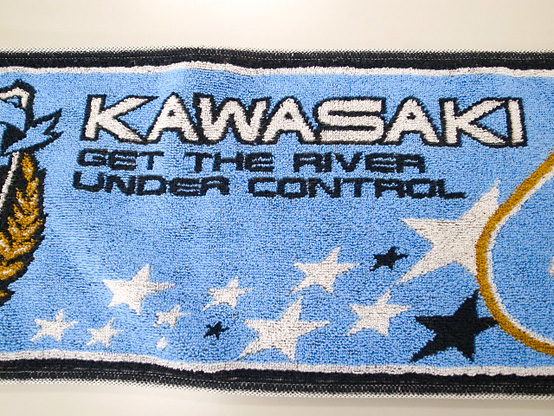 KAWASAKI
GET THE RIVER
UNDER CONTROL